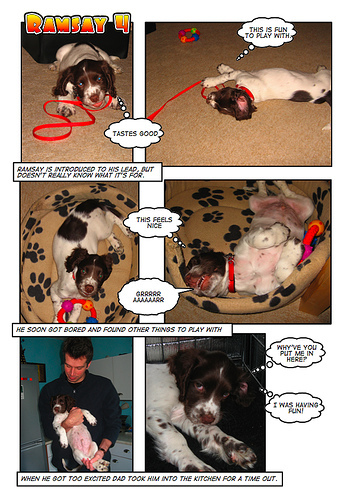 RAMSAY 4
THIS IS FUN
TO PLAY WITH.
TASTES GOOD
RAMSAY IS INTRODUCED TO HIS LEAD, BUT
DOESN'T REALLY KNOW WHAT IT'S FOR.
THIS FEELS
NICE
GRRRRR
AAAAARR
HE SOON GOT BORED AND FOUND OTHER THINGS TO PLAY WITH
WHY'VE YOU
PUT ME IN
HERE?
I WAS HAVING
FUN!
WHEN HE GOT TOO EXCITED DAD TOOK HIM INTO THE KITCHEN FOR A TIME OUT.